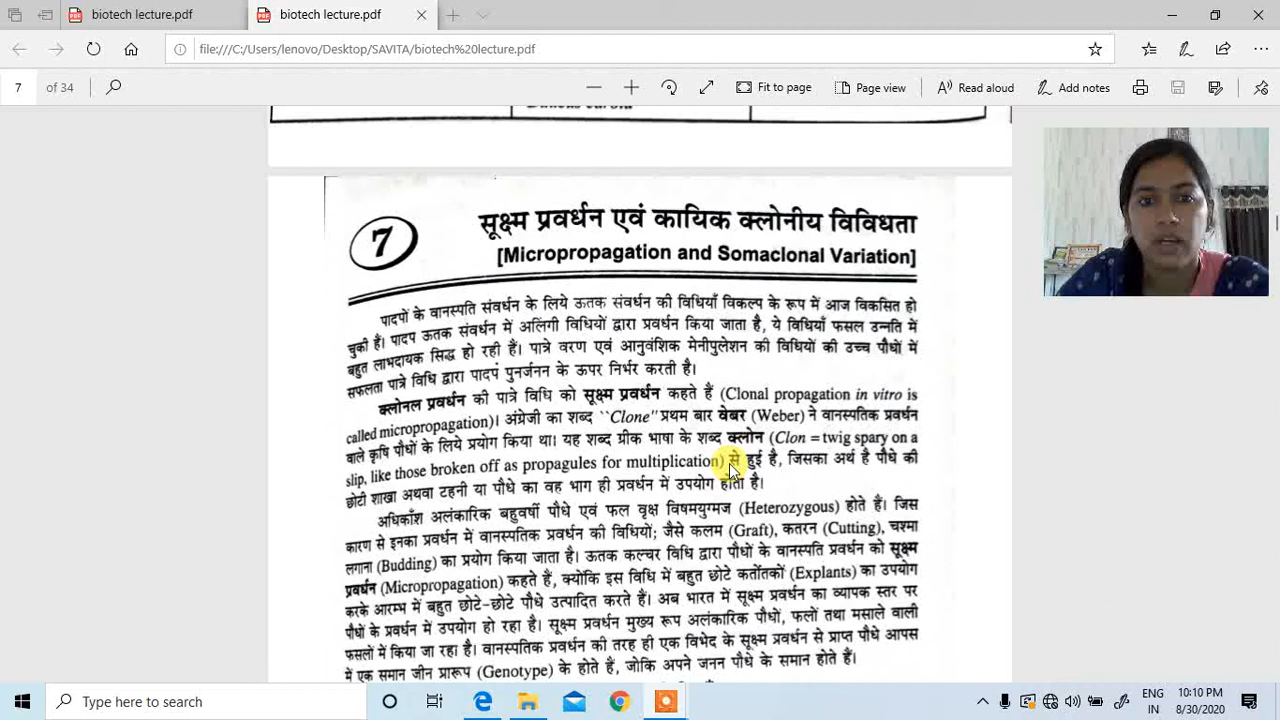 biotech lecture.pdf
biotech lecture.pdf
file:///C:/Users/lenovo/Desktop/SAVITA/biotech%20lecture.pdf
7 of 34
Fit to page
Page view
Read aloud
Add notes
7
सूक्ष्म प्रवर्धन एवं कायिक क्लोनीय विविधता
[Micropropagation and Somaclonal Variation]
पादपों के वानस्पति संवर्धन के लिये ऊतक संवर्धन की विधियाँ विकल्प के रूप में आज विकसित हो
चुकी हैं। पादप ऊतक संवर्धन में अलिंगी विधियों द्वारा प्रवर्धन किया जाता है, ये विधियाँ फसल उन्नति में
बहुत लाभदायक सिद्ध हो रही हैं। पात्रे वरण एवं आनुवंशिक मेनीपुलेशन की विधियों की उच्च पौधों में
सफलता पात्रे विधि द्वारा पादप पुनर्जनन के ऊपर निर्भर करती है।
क्लोनल प्रवर्धन की पात्रे विधि को सूक्ष्म प्रवर्धन कहते हैं (Clonal propagation in vitro is
called micropropagation)। अंग्रेजी का शब्द ``Clone'' प्रथम बार वेबर (Weber) ने वानस्पतिक प्रवर्धन
वाले कृषि पौधों के लिये प्रयोग किया था। यह शब्द ग्रीक भाषा के शब्द क्लोन (Clon = twig spary on a
slip, like those broken off as propagules for multiplication) से हुई है, जिसका अर्थ है पौधे की
छोटी शाखा अथवा टहनी या पौधे का वह भाग ही प्रवर्धन में उपयोग होता है।
अधिकाँश अलंकारिक बहुवर्षी पौधे एवं फल वृक्ष विषमयुग्मज (Heterozygous) होते हैं। जिस
कारण से इनका प्रवर्धन में वानस्पतिक प्रवर्धन की विधियों; जैसे कलम (Graft), कतरन (Cutting), चश्मा
लगाना (Budding) का प्रयोग किया जाता है। ऊतक कल्चर विधि द्वारा पौधों के वानस्पति प्रवर्धन को सूक्ष्म
प्रवर्धन (Micropropagation) कहते हैं, क्योंकि इस विधि में बहुत छोटे कर्तोतकों (Explants) का उपयोग
करके आरम्भ में बहुत छोटे-छोटे पौधे उत्पादित करते हैं। अब भारत में सूक्ष्म प्रवर्धन का व्यापक स्तर पर
पौधों के प्रवर्धन में उपयोग हो रहा है। सूक्ष्म प्रवर्धन मुख्य रूप अलंकारिक पौधों, फलों तथा मसाले वाली
फसलों में किया जा रहा है। वानस्पतिक प्रवर्धन की तरह ही एक विभेद के सूक्ष्म प्रवर्धन से प्राप्त पौधे आपस
में एक समान जीन प्रारूप (Genotype) के होते हैं, जोकि अपने जनन पौधे के समान होते हैं।
Type here to search
ENG
IN
10:10 PM
8/30/2020